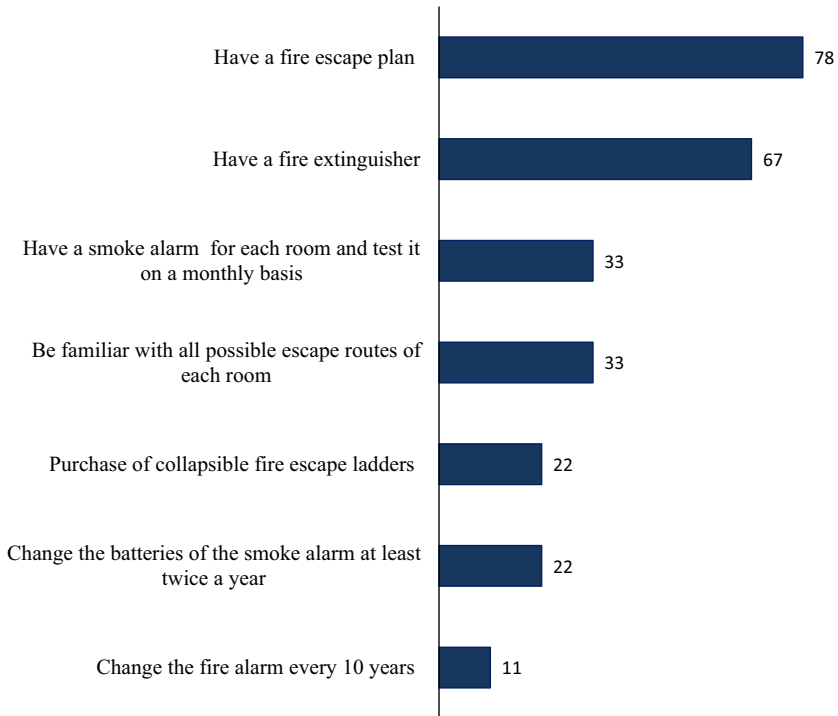 Have a fire escape plan
78
Have a fire extinguisher
67
Have a smoke alarm  for each room and test it
on a monthly basis
33
Be familiar with all possible escape routes of
each room
33
Purchase of collapsible fire escape ladders
22
Change the batteries of the smoke alarm at least
twice a year
22
Change the fire alarm every 10 years
11